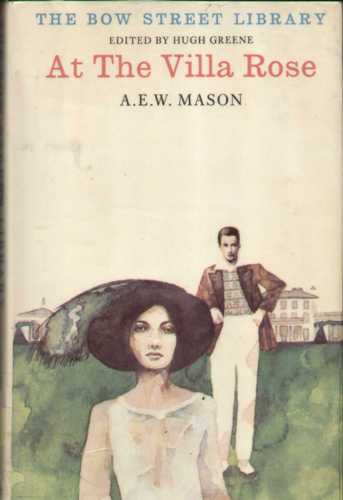 THE BOW STREET LIBRARY
EDITED BY HUGH GREENE
At The Villa Rose
A.E.W. MASON